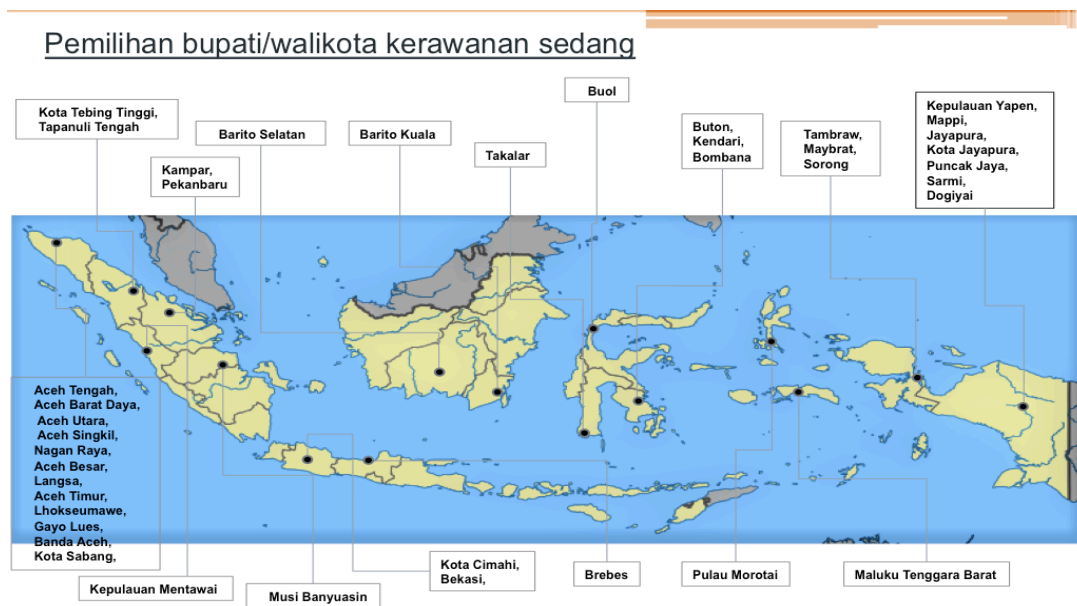 Pemilihan bupati/walikota kerawanan sedang
Buol
Kota Tebing Tinggi,
Tapanuli Tengah
Barito Selatan
Barito Kuala
Takalar
Buton,
Kendari,
Bombana
Tambraw,
Maybrat,
Sorong
Kepulauan Yapen,
Mappi,
Jayapura,
Kota Jayapura,
Puncak Jaya,
Sarmi,
Dogiyai
Kampar,
Pekanbaru
Aceh Tengah,
Aceh Barat Daya,
Aceh Utara,
Aceh Singkil,
Nagan Raya,
Aceh Besar,
Langsa,
Aceh Timur,
Lhokseumawe,
Gayo Lues,
Banda Aceh,
Kota Sabang,
Kepulauan Mentawai
Musi Banyuasin
Kota Cimahi,
Bekasi,
Brebes
Pulau Morotai
Maluku Tenggara Barat